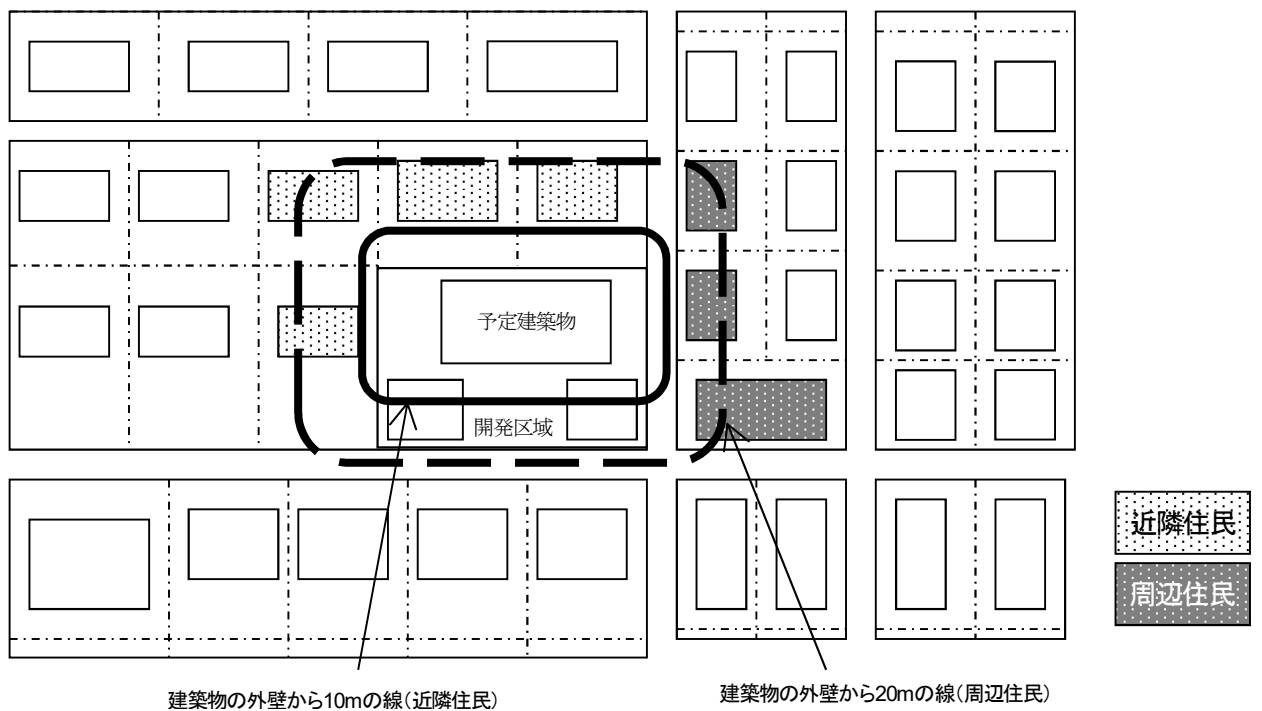 予定建築物
開発区域
近隣住民
周辺住民
建築物の外壁から10mの線(近隣住民)
建築物の外壁から20mの線(周辺住民)